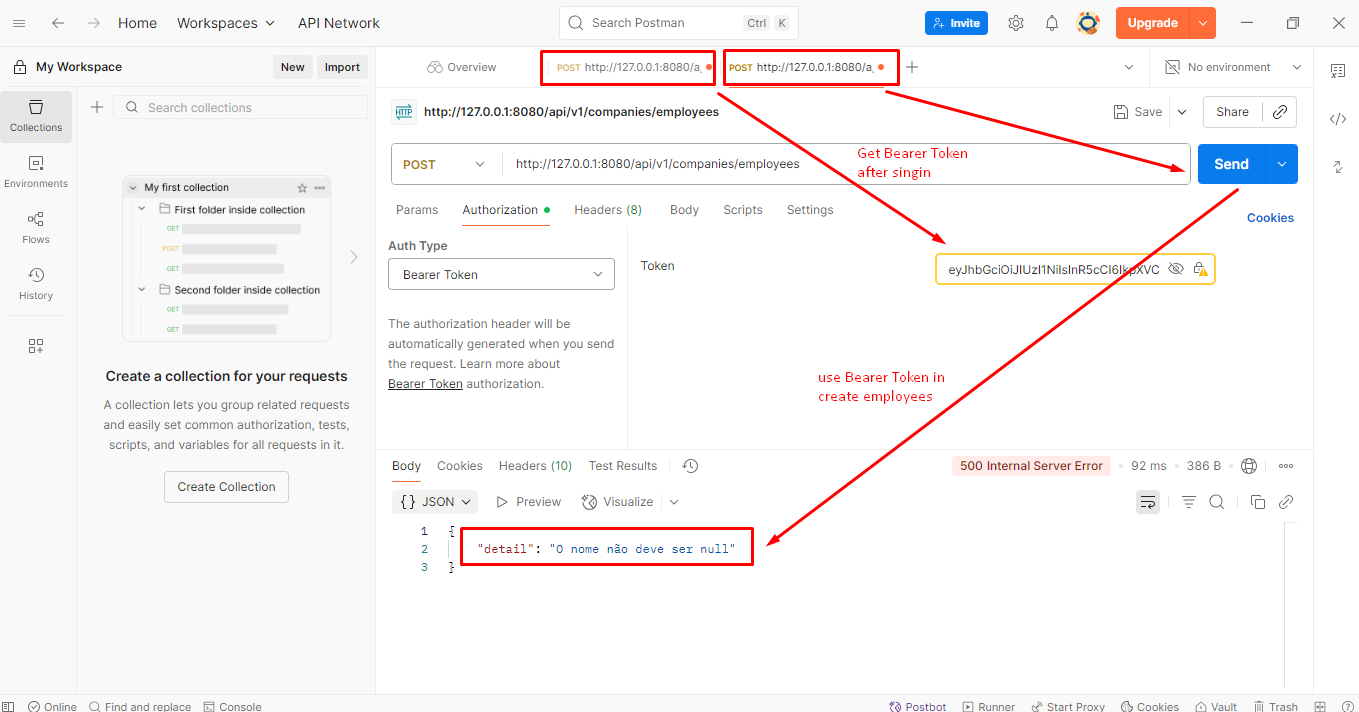 Home
Workspaces
API Network
Search Postman
Ctrl
K
Invite
Upgrade
My Workspace
New
Import
Overview
POST http://127.0.0.1:8080/a
POST http://127.0.0.1:8080/a
No environment
Collections
Environments
Flows
History
Search collections
My first collection
First folder inside collection
GET
POST
GET
Second folder inside collection
GET
GET
Create a collection for your requests
A collection lets you group related requests
and easily set common authorization, tests,
scripts, and variables for all requests in it.
Create Collection
HTTP
http://127.0.0.1:8080/api/v1/companies/employees
Save
Share
POST
http://127.0.0.1:8080/api/v1/companies/employees
Send
Get Bearer Token
after singin
Params
Authorization
Headers (8)
Body
Scripts
Settings
Cookies
Auth Type
Bearer Token
The authorization header will be
automatically generated when you send
the request. Learn more about
Bearer Token authorization.
Token
use Bearer Token in
create employees
Body
Cookies
Headers (10)
Test Results
500 Internal Server Error
92 ms
386 B
{} JSON
Preview
Visualize
1 {
2 "detail": "O nome não deve ser null"
3 }
Online
Find and replace
Console
Postbot
Runner
Start Proxy
Cookies
Vault
Trash